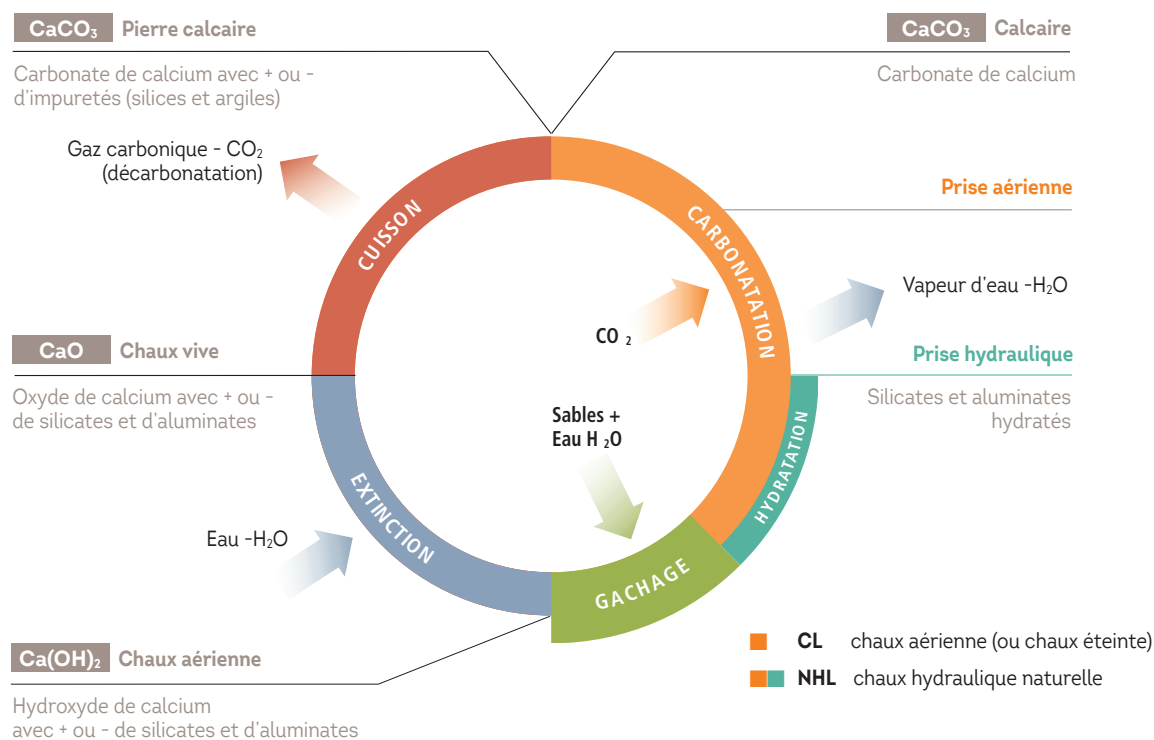 CaCO₃ Pierre calcaire
Carbonate de calcium avec + ou -
d'impuretés (silices et argiles)
CaCO₃ Calcaire
Carbonate de calcium
Gaz carbonique - CO₂
(décarbonatation)
CUISSON
CARBONATATION
Prise aérienne
Vapeur d'eau -H₂O
CO ₂
Prise hydraulique
Silicates et aluminates
hydratés
CaO Chaux vive
Oxyde de calcium avec + ou -
de silicates et d'aluminates
Sables +
Eau H ₂O
HYDRATATION
EXTINCTION
Eau -H₂O
GACHAGE
Ca(OH)₂ Chaux aérienne
Hydroxyde de calcium
avec + ou - de silicates et d'aluminates
CL chaux aérienne (ou chaux éteinte)
NHL chaux hydraulique naturelle